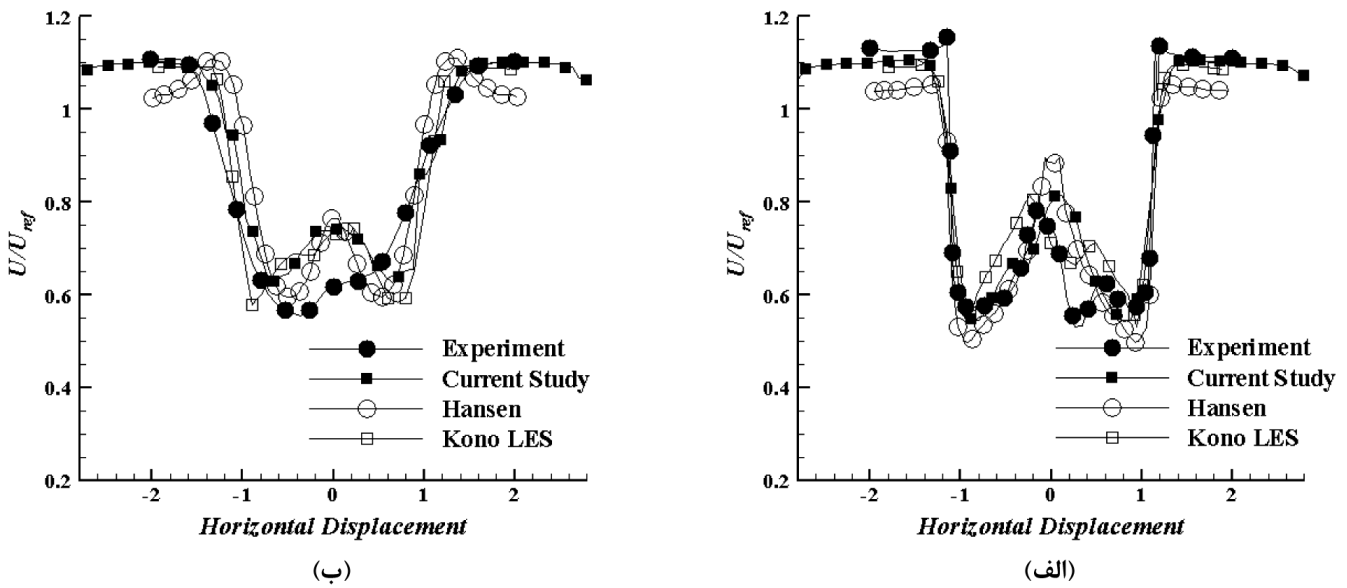 1.2
1
0.8
0.6
0.4
0.2
U/U_ref
-2 -1 0 1 2
Horizontal Displacement
Experiment
Current Study
Hansen
Kono LES
(ب)
1.2
1
0.8
0.6
0.4
0.2
U/U_ref
-2 -1 0 1 2
Horizontal Displacement
Experiment
Current Study
Hansen
Kono LES
(الف)